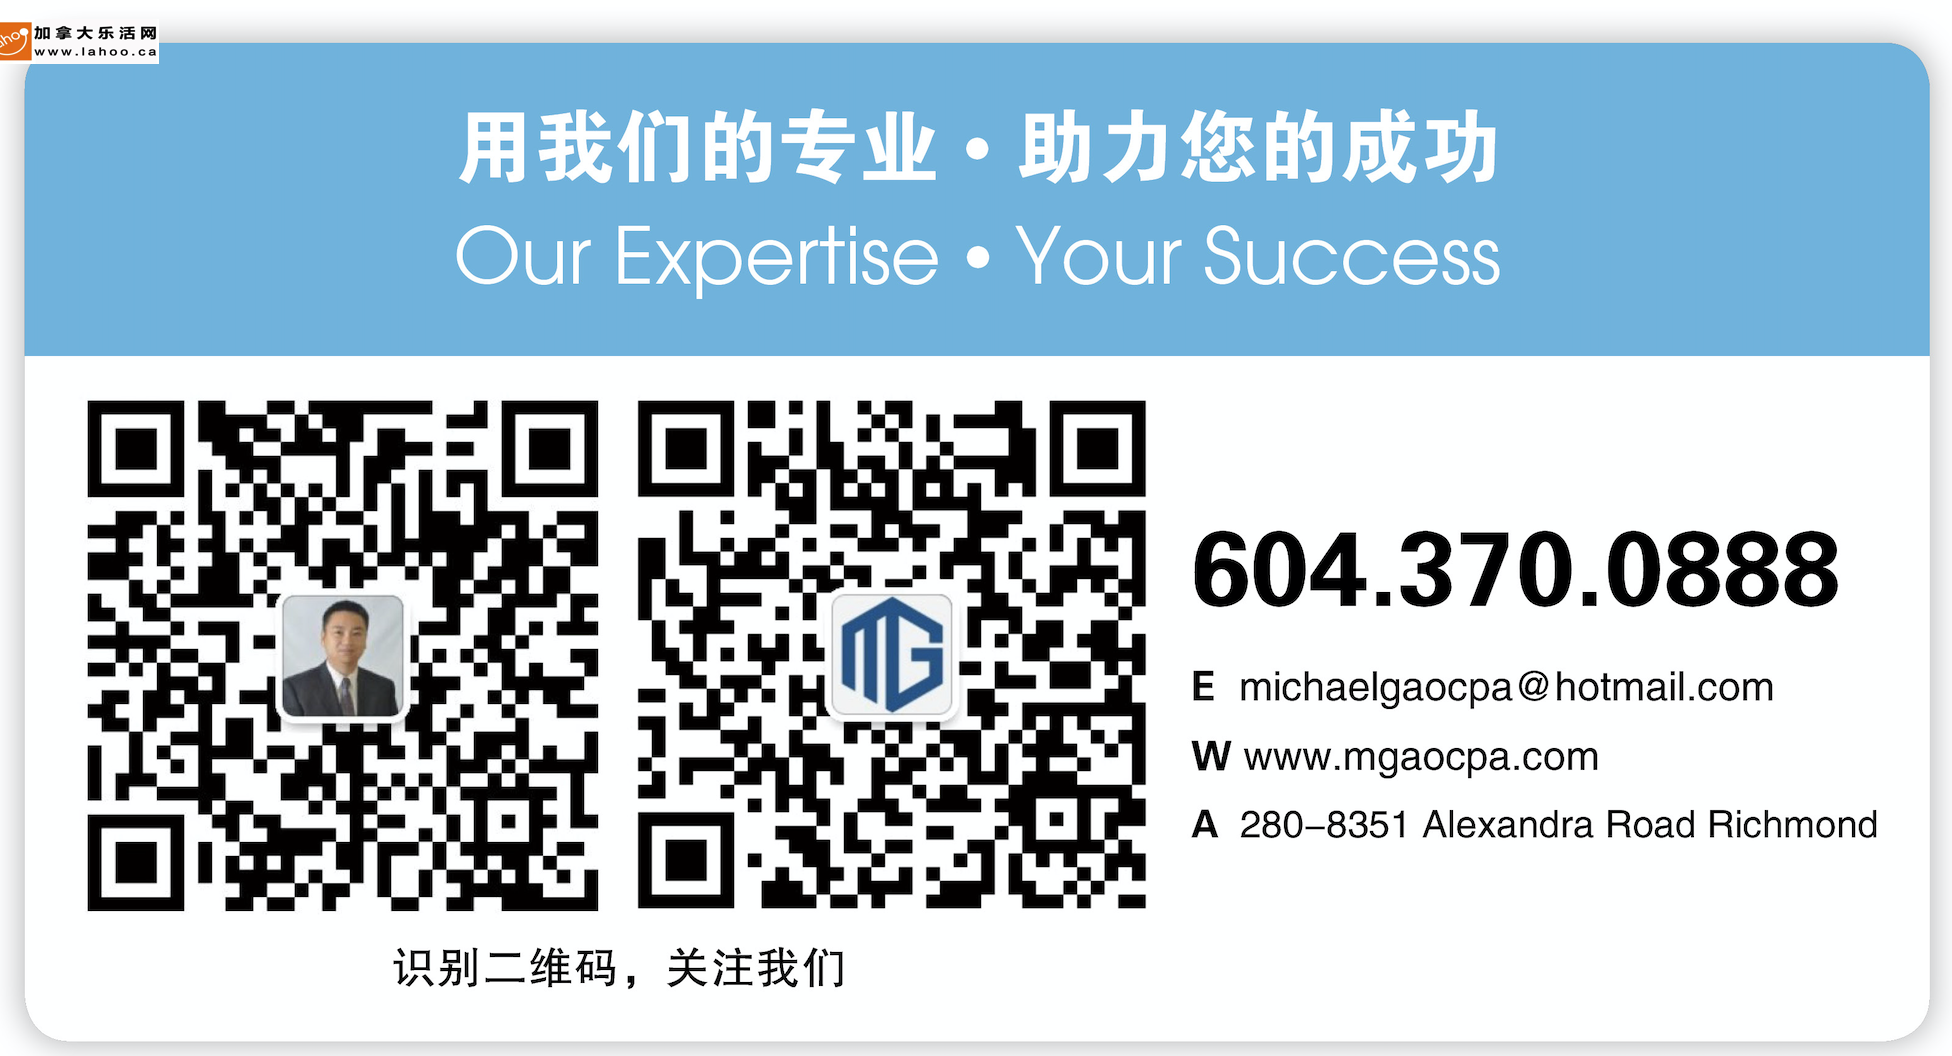 加拿大乐活网
www.lahoo.ca
用我们的专业•助力您的成功
Our Expertise • Your Success
604.370.0888
E michaelgaocpa@hotmail.com
W www.mgaocpa.com
A 280–8351 Alexandra Road Richmond
识别二维码，关注我们